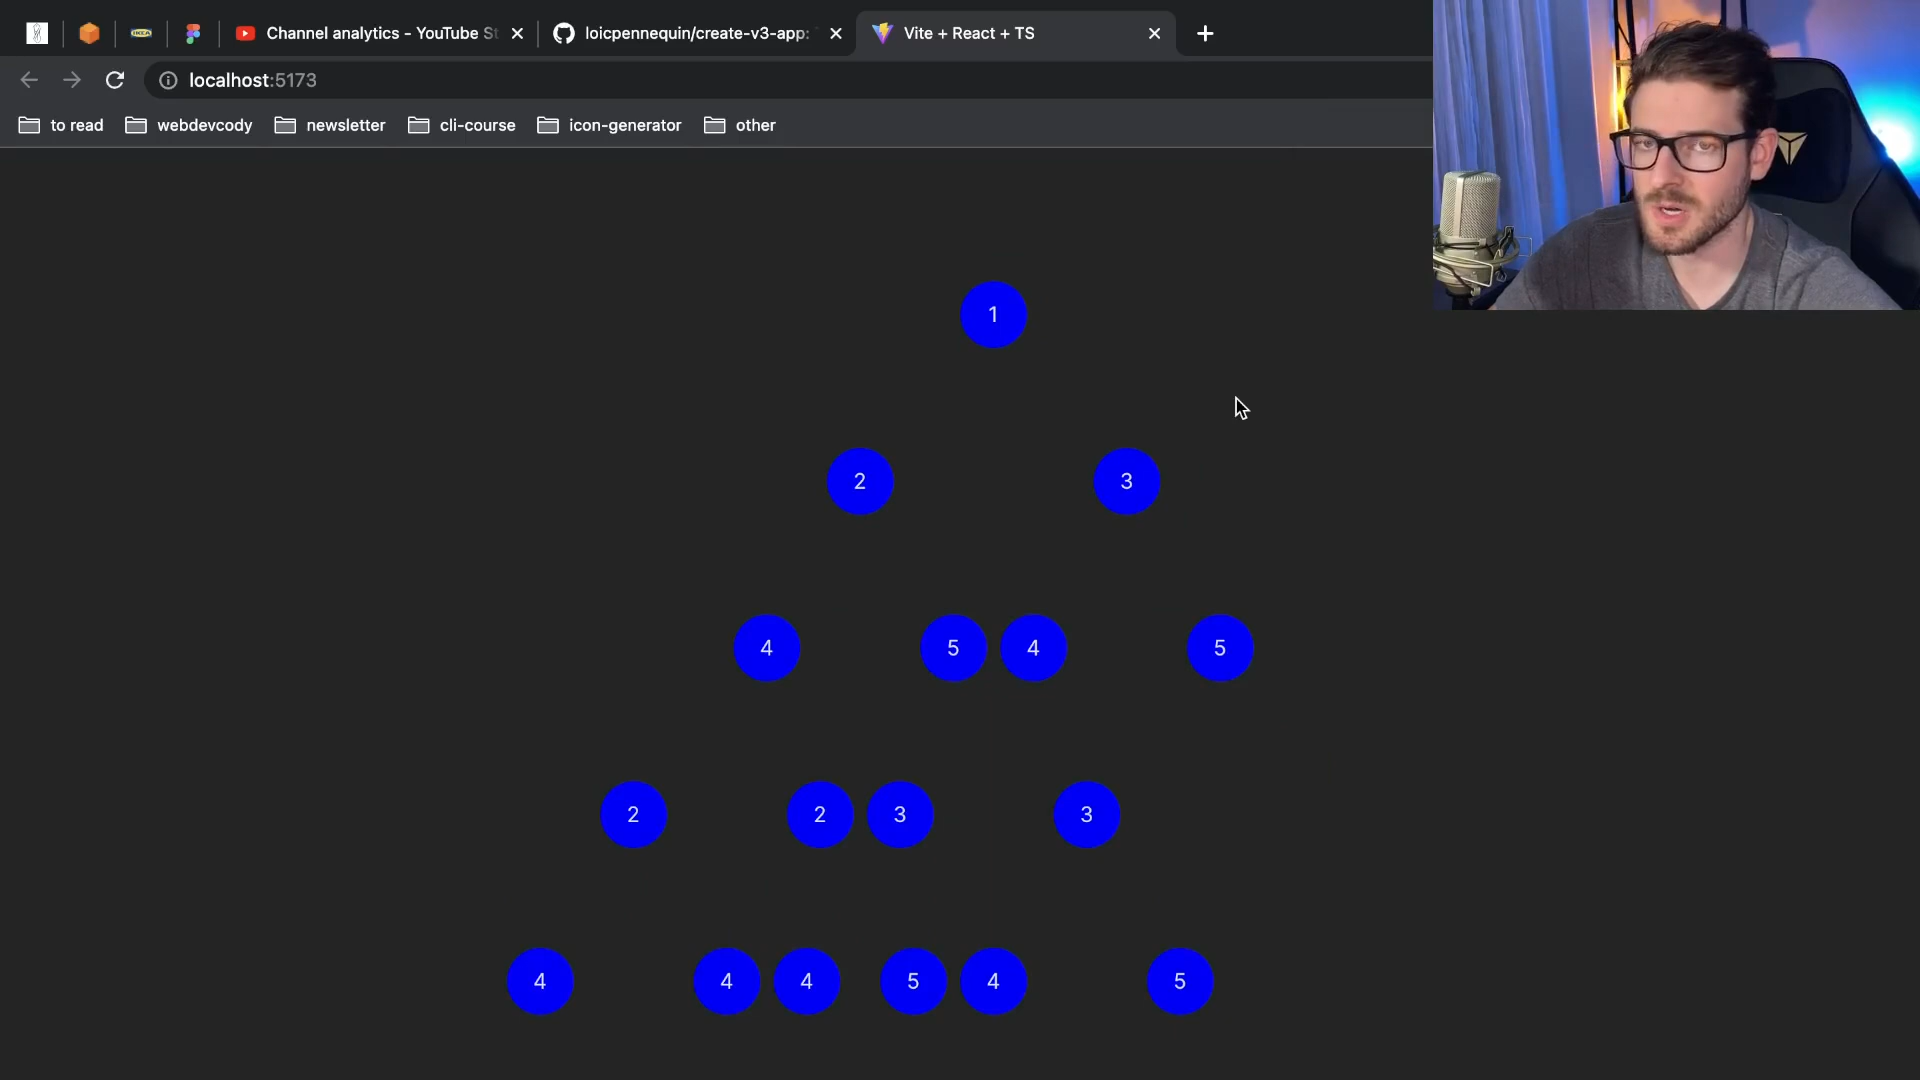 IKEA
Channel analytics - YouTube St
loicpennequin/create-v3-app:
Vite + React + TS
localhost:5173
to read
webdevcody
newsletter
cli-course
icon-generator
other
1
2 3
4 5 4 5
2 2 3 3
4 4 4 5 4 5